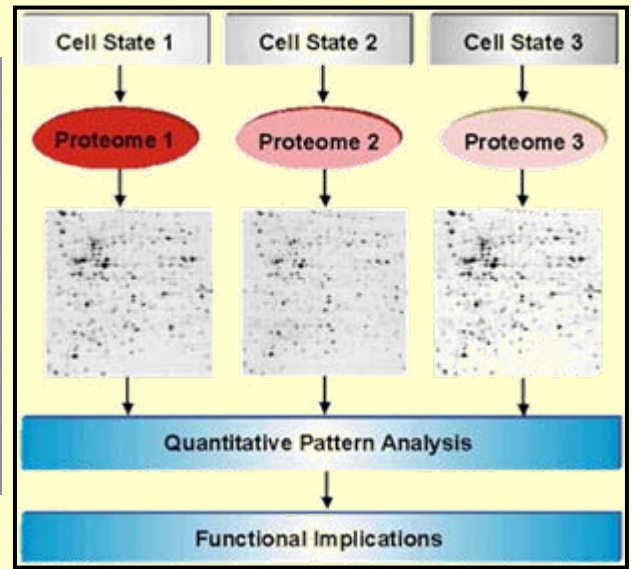 Cell State 1
Cell State 2
Cell State 3
Proteome 1
Proteome 2
Proteome 3
Quantitative Pattern Analysis
Functional Implications